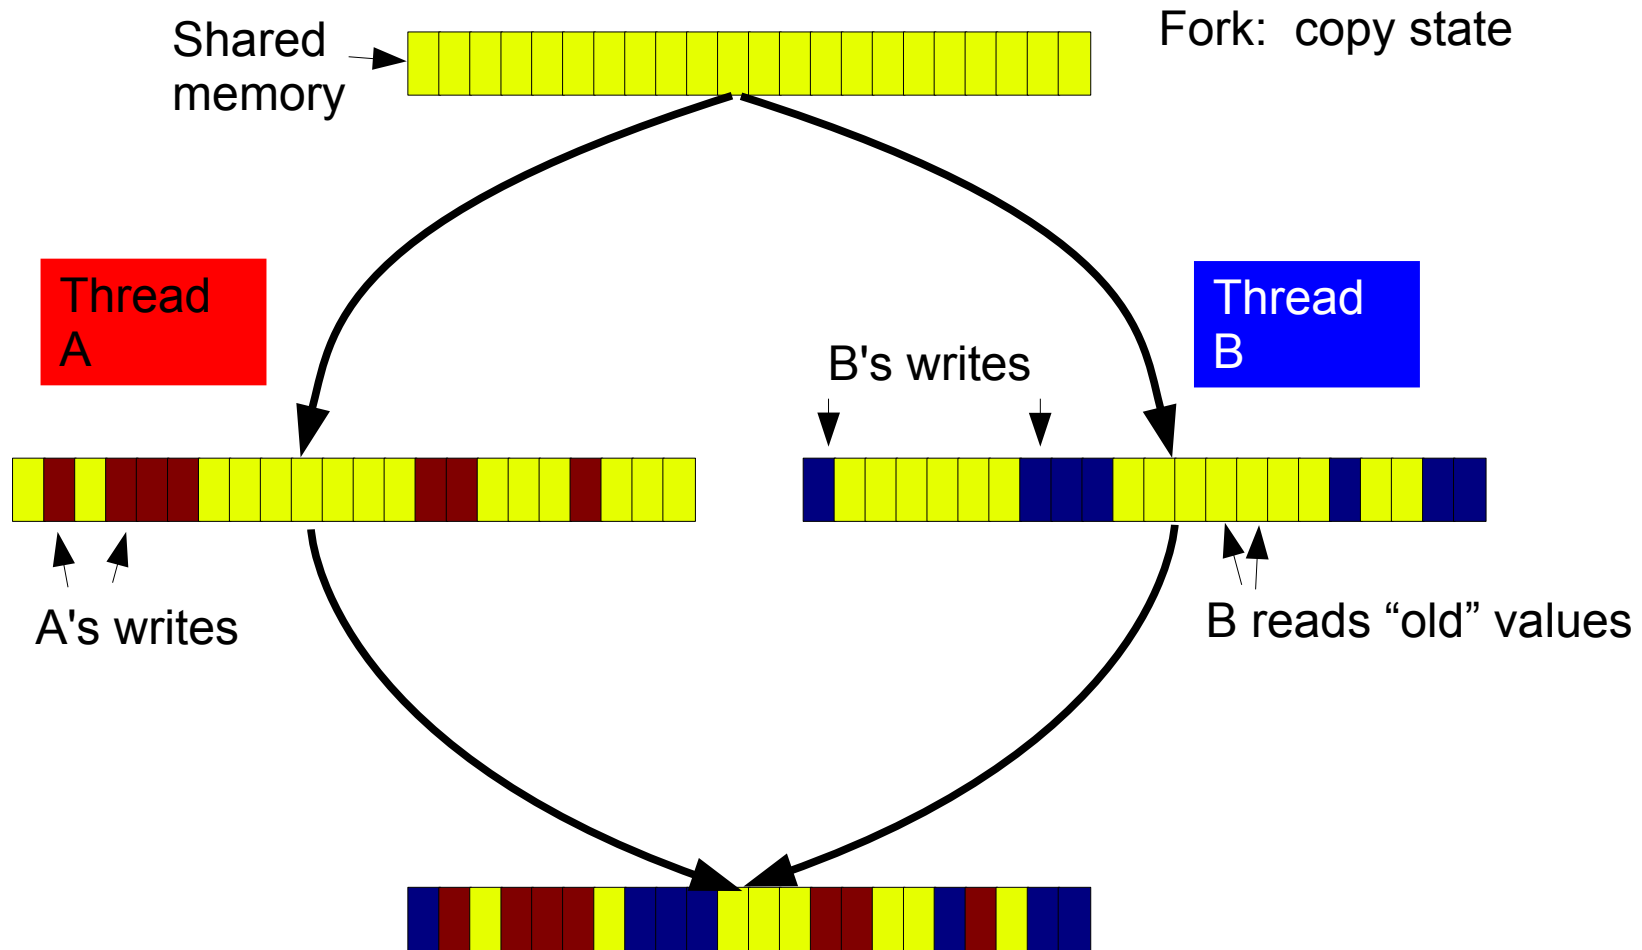 Shared
memory
Fork: copy state
Thread
A
Thread
B
B's writes
A's writes
B reads “old” values